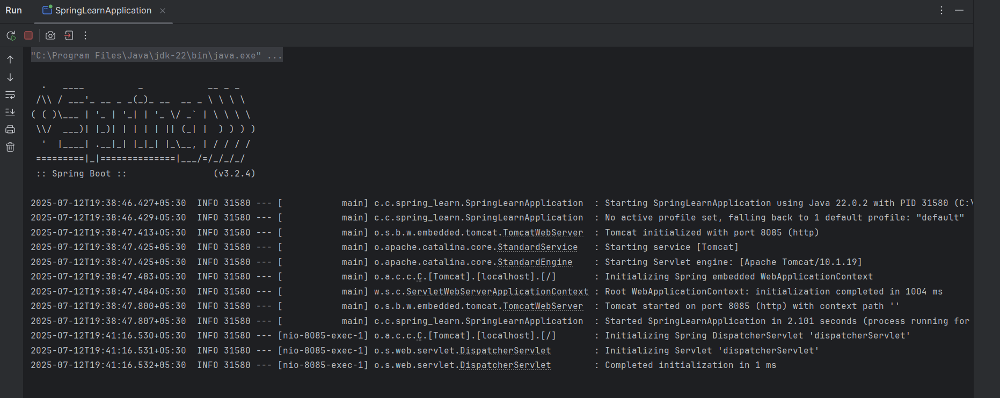 Run SpringLearnApplication
"C:\Program Files\Java\jdk-22\bin\java.exe" ...
  .   ____          _            __ _ _
 /\\ / ___'_ __ _ _(_)_ __  __ _ \ \ \ \
( ( )\___ | '_ | '_| | '_ \/ _` | \ \ \ \
 \\/  ___)| |_)| | | | | || (_| |  ) ) ) )
  '  |____| .__|_| |_|_| |_\__, | / / / /
 =========|_|==============|___/=/_/_/_/
 :: Spring Boot ::                (v3.2.4)
2025-07-12T19:38:46.427+05:30  INFO 31580 --- [           main] c.c.spring_learn.SpringLearnApplication  : Starting SpringLearnApplication using Java 22.0.2 with PID 31580 (C:\
2025-07-12T19:38:46.429+05:30  INFO 31580 --- [           main] c.c.spring_learn.SpringLearnApplication  : No active profile set, falling back to 1 default profile: "default"
2025-07-12T19:38:47.413+05:30  INFO 31580 --- [           main] o.s.b.w.embedded.tomcat.TomcatWebServer  : Tomcat initialized with port 8085 (http)
2025-07-12T19:38:47.425+05:30  INFO 31580 --- [           main] o.apache.catalina.core.StandardService   : Starting service [Tomcat]
2025-07-12T19:38:47.425+05:30  INFO 31580 --- [           main] o.apache.catalina.core.StandardEngine    : Starting Servlet engine: [Apache Tomcat/10.1.19]
2025-07-12T19:38:47.483+05:30  INFO 31580 --- [           main] o.a.c.c.C.[Tomcat].[localhost].[/]       : Initializing Spring embedded WebApplicationContext
2025-07-12T19:38:47.484+05:30  INFO 31580 --- [           main] w.s.c.ServletWebServerApplicationContext : Root WebApplicationContext: initialization completed in 1004 ms
2025-07-12T19:38:47.800+05:30  INFO 31580 --- [           main] o.s.b.w.embedded.tomcat.TomcatWebServer  : Tomcat started on port 8085 (http) with context path ''
2025-07-12T19:38:47.807+05:30  INFO 31580 --- [           main] c.c.spring_learn.SpringLearnApplication  : Started SpringLearnApplication in 2.101 seconds (process running for
2025-07-12T19:41:16.530+05:30  INFO 31580 --- [nio-8085-exec-1] o.a.c.c.C.[Tomcat].[localhost].[/]       : Initializing Spring DispatcherServlet 'dispatcherServlet'
2025-07-12T19:41:16.531+05:30  INFO 31580 --- [nio-8085-exec-1] o.s.web.servlet.DispatcherServlet        : Initializing Servlet 'dispatcherServlet'
2025-07-12T19:41:16.532+05:30  INFO 31580 --- [nio-8085-exec-1] o.s.web.servlet.DispatcherServlet        : Completed initialization in 1 ms